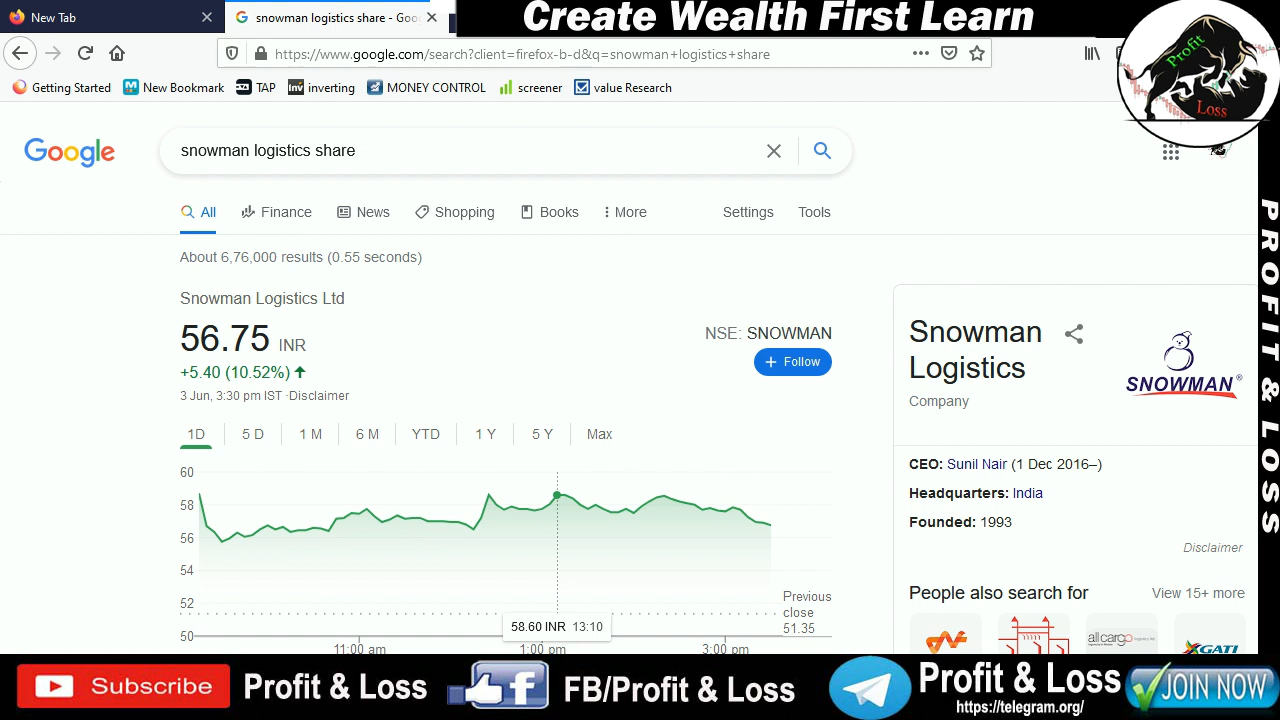 Create Wealth First Learn
New Tab
snowman logistics share - Goo
https://www.google.com/search?client=firefox-b-d&q=snowman+logistics+share
Getting Started
New Bookmark
TAP
inverting
MONEY CONTROL
screener
value Research
Profit
Loss
Google
snowman logistics share
All
Finance
News
Shopping
Books
More
Settings
Tools
About 6,76,000 results (0.55 seconds)
Snowman Logistics Ltd
56.75 INR
+5.40 (10.52%)
3 Jun, 3:30 pm IST ·Disclaimer
NSE: SNOWMAN
Follow
1D
5 D
1 M
6 M
YTD
1 Y
5 Y
Max
60
58
56
54
52
50
Previous
close
51.35
58.60 INR 13:10
11:00 am
1:00 pm
3:00 pm
Snowman
Logistics
Company
SNOWMAN®
CEO: Sunil Nair (1 Dec 2016–)
Headquarters: India
Founded: 1993
Disclaimer
People also search for
View 15+ more
allcargo
GATI
PROFIT & LOSS
Subscribe
Profit & Loss
FB/Profit & Loss
Profit & Loss
https://telegram.org/
JOIN NOW